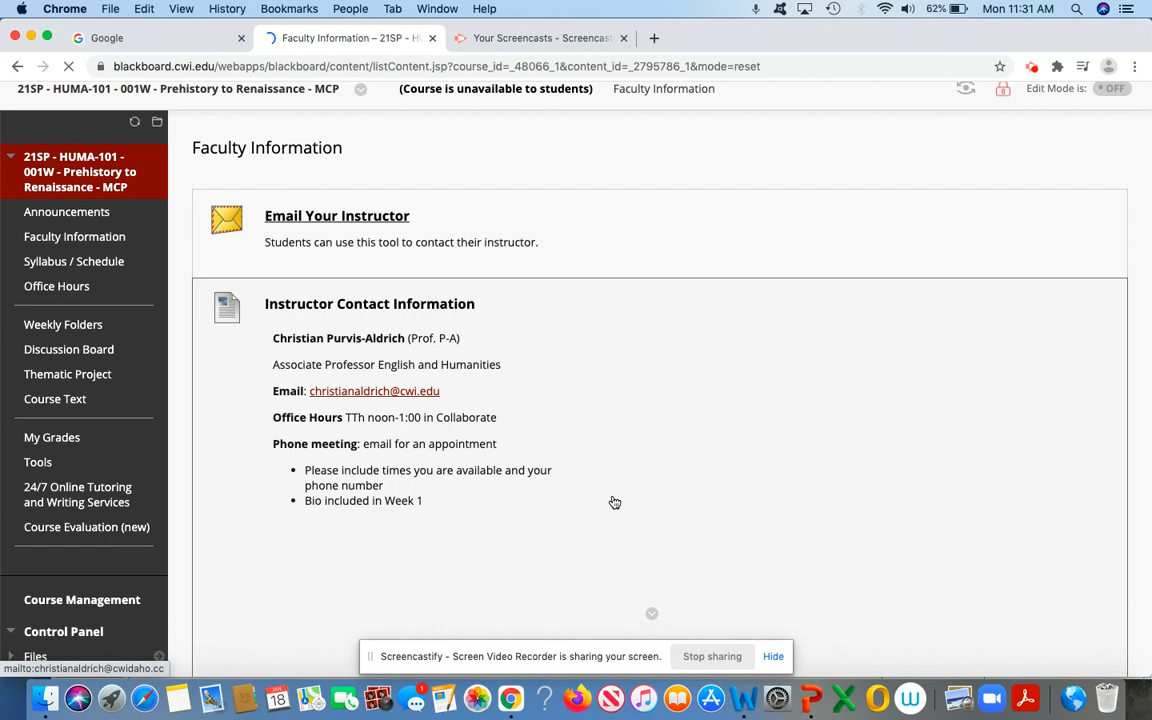 Chrome File Edit View History Bookmarks People Tab Window Help 62% Mon 11:31 AM
Google Faculty Information – 21SP - H Your Screencasts - Screencast
blackboard.cwi.edu/webapps/blackboard/content/listContent.jsp?course_id=_48066_1&content_id=_2795786_1&mode=reset
21SP - HUMA-101 - 001W - Prehistory to Renaissance - MCP (Course is unavailable to students) Faculty Information Edit Mode is: OFF
21SP - HUMA-101 -
001W - Prehistory to
Renaissance - MCP
Announcements
Faculty Information
Syllabus / Schedule
Office Hours
Weekly Folders
Discussion Board
Thematic Project
Course Text
My Grades
Tools
24/7 Online Tutoring
and Writing Services
Course Evaluation (new)
Course Management
Control Panel
Files
mailto:christianaldrich@cwidaho.cc
Faculty Information
Email Your Instructor
Students can use this tool to contact their instructor.
Instructor Contact Information
Christian Purvis-Aldrich (Prof. P-A)
Associate Professor English and Humanities
Email: christianaldrich@cwi.edu
Office Hours TTh noon-1:00 in Collaborate
Phone meeting: email for an appointment
• Please include times you are available and your
phone number
• Bio included in Week 1
Screencastify - Screen Video Recorder is sharing your screen. Stop sharing Hide
JAN
18
1